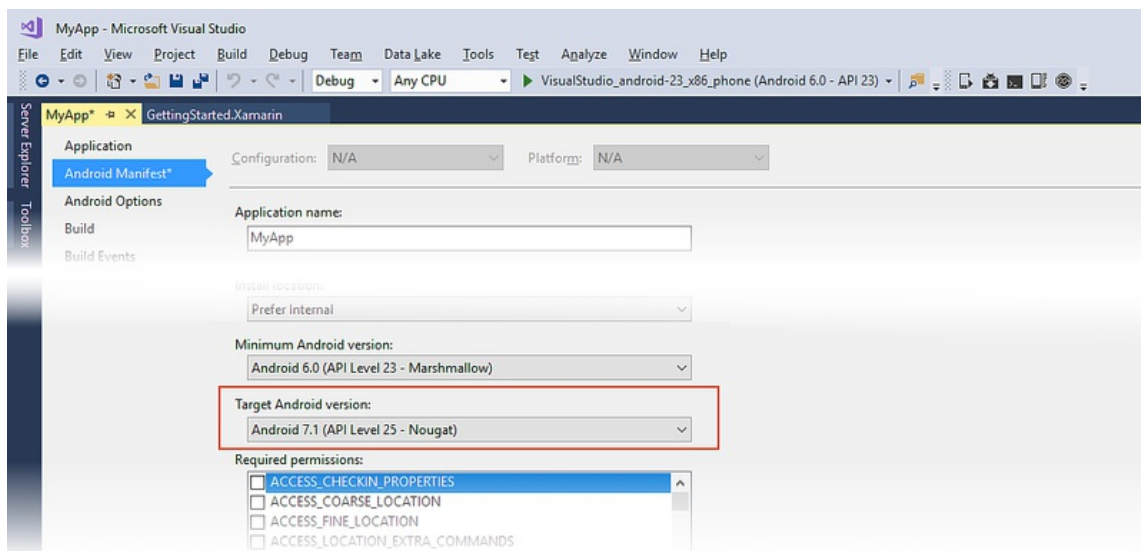 MyApp - Microsoft Visual Studio
File Edit View Project Build Debug Team Data Lake Tools Test Analyze Window Help
Debug Any CPU VisualStudio_android-23_x86_phone (Android 6.0 - API 23)
Server Explorer
Toolbox
MyApp* GettingStarted.Xamarin
Application
Android Manifest*
Android Options
Build
Build Events
Configuration: N/A Platform: N/A
Application name:
MyApp
Install location:
Prefer Internal
Minimum Android version:
Android 6.0 (API Level 23 - Marshmallow)
Target Android version:
Android 7.1 (API Level 25 - Nougat)
Required permissions:
ACCESS_CHECKIN_PROPERTIES
ACCESS_COARSE_LOCATION
ACCESS_FINE_LOCATION
ACCESS_LOCATION_EXTRA_COMMANDS